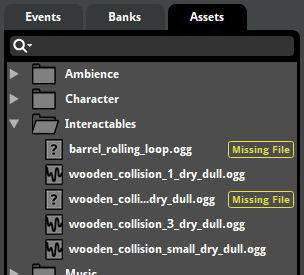 Events Banks Assets
Ambience
Character
Interactables
? barrel_rolling_loop.ogg Missing File
wooden_collision_1_dry_dull.ogg
? wooden_colli...dry_dull.ogg Missing File
wooden_collision_3_dry_dull.ogg
wooden_collision_small_dry_dull.ogg
Music